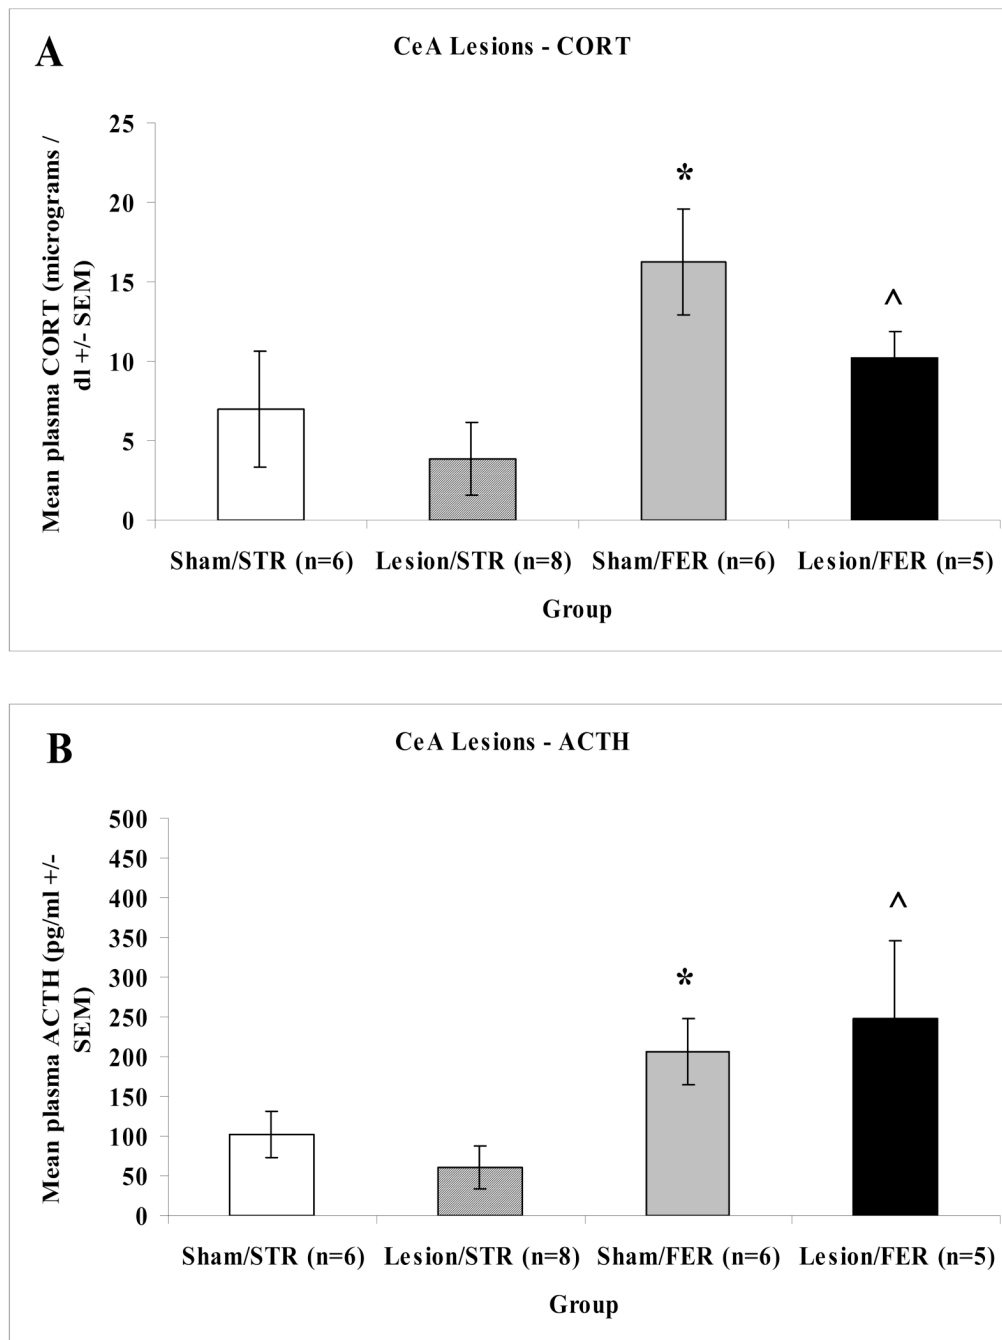 A
CeA Lesions - CORT
Mean plasma CORT (micrograms /
dl +/- SEM)
25
20
15
10
5
0
*
^
Sham/STR (n=6) Lesion/STR (n=8) Sham/FER (n=6) Lesion/FER (n=5)
Group
B
CeA Lesions - ACTH
Mean plasma ACTH (pg/ml +/-
SEM)
500
450
400
350
300
250
200
150
100
50
0
*
^
Sham/STR (n=6) Lesion/STR (n=8) Sham/FER (n=6) Lesion/FER (n=5)
Group